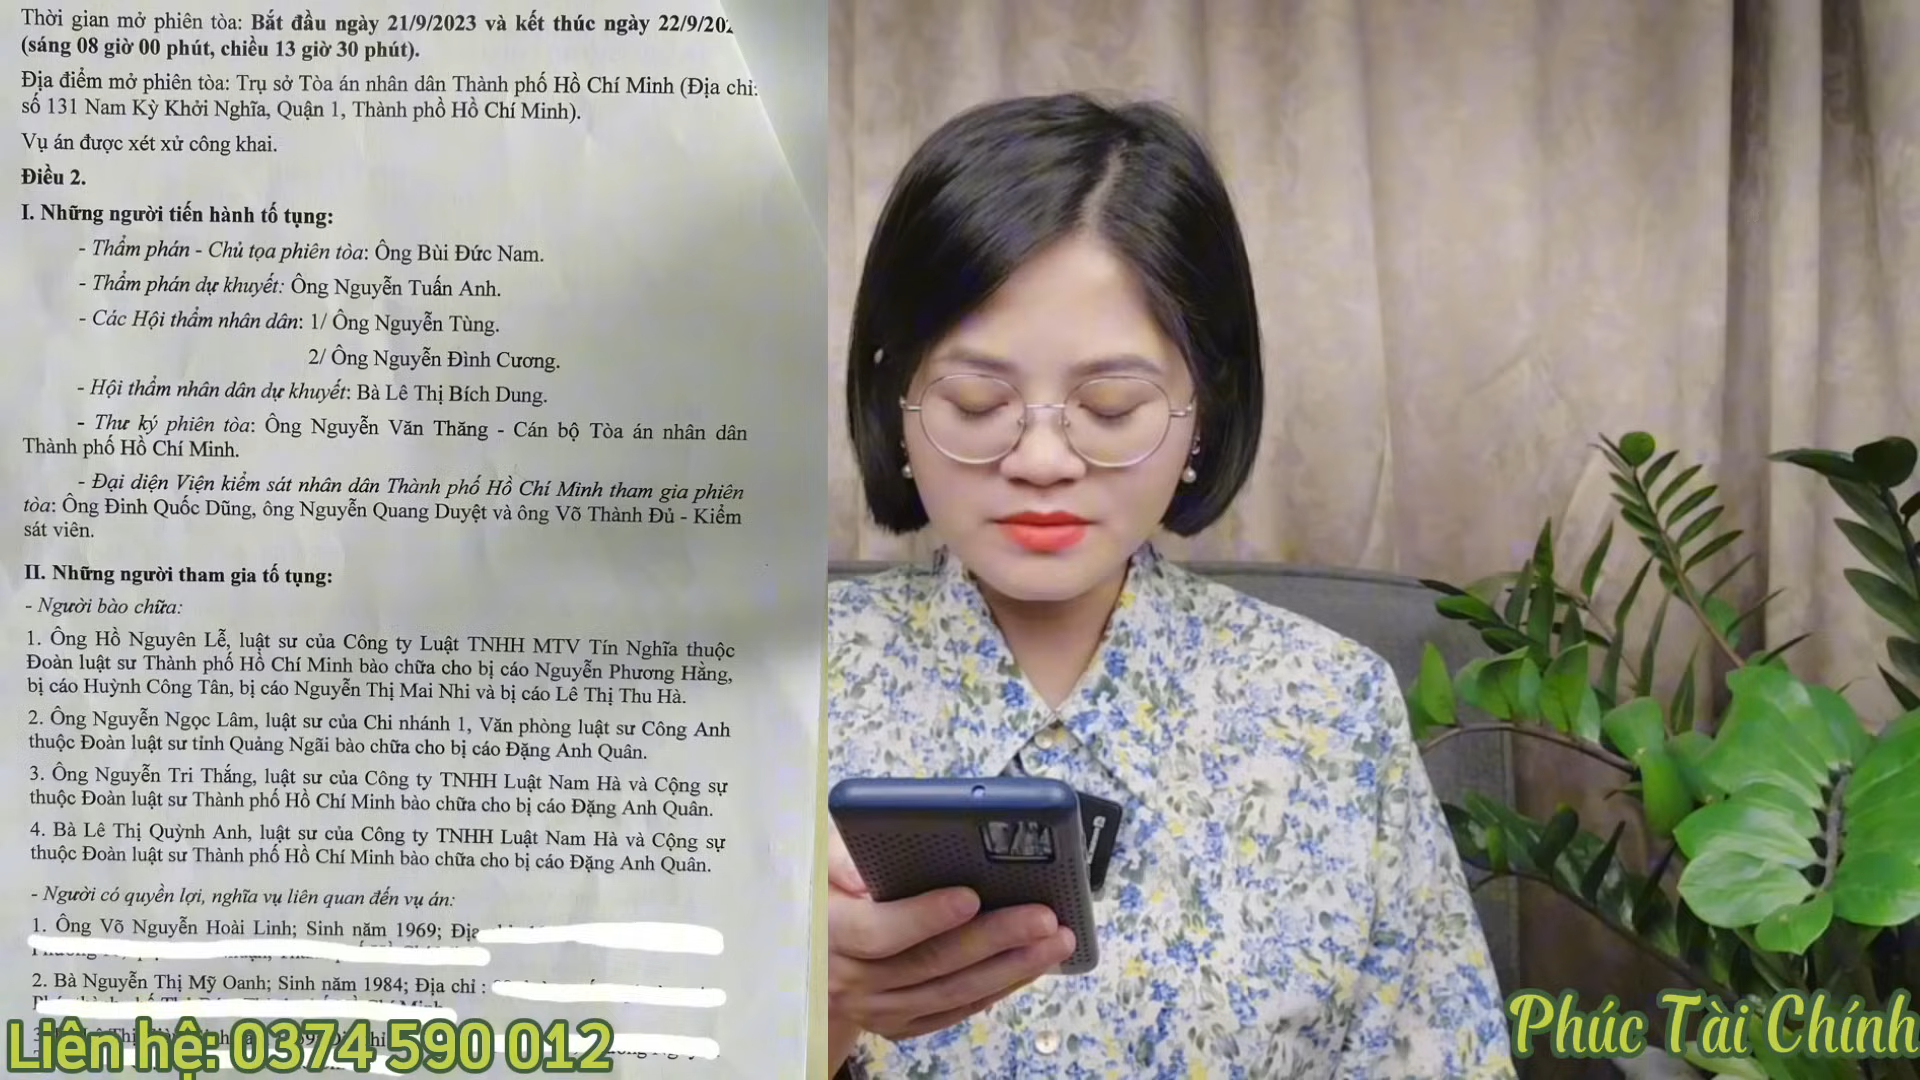 Thời gian mở phiên tòa: Bắt đầu ngày 21/9/2023 và kết thúc ngày 22/9/202
(sáng 08 giờ 00 phút, chiều 13 giờ 30 phút).
Địa điểm mở phiên tòa: Trụ sở Tòa án nhân dân Thành phố Hồ Chí Minh (Địa chỉ:
số 131 Nam Kỳ Khởi Nghĩa, Quận 1, Thành phố Hồ Chí Minh).
Vụ án được xét xử công khai.
Điều 2.
I. Những người tiến hành tố tụng:
- Thẩm phán - Chủ tọa phiên tòa: Ông Bùi Đức Nam.
- Thẩm phán dự khuyết: Ông Nguyễn Tuấn Anh.
- Các Hội thẩm nhân dân: 1/ Ông Nguyễn Tùng.
2/ Ông Nguyễn Đình Cương.
- Hội thẩm nhân dân dự khuyết: Bà Lê Thị Bích Dung.
- Thư ký phiên tòa: Ông Nguyễn Văn Thăng - Cán bộ Tòa án nhân dân
Thành phố Hồ Chí Minh.
- Đại diện Viện kiểm sát nhân dân Thành phố Hồ Chí Minh tham gia phiên
tòa: Ông Đinh Quốc Dũng, ông Nguyễn Quang Duyệt và ông Võ Thành Đủ - Kiểm
sát viên.
II. Những người tham gia tố tụng:
- Người bào chữa:
1. Ông Hồ Nguyên Lễ, luật sư của Công ty Luật TNHH MTV Tín Nghĩa thuộc
Đoàn luật sư Thành phố Hồ Chí Minh bào chữa cho bị cáo Nguyễn Phương Hằng,
bị cáo Huỳnh Công Tân, bị cáo Nguyễn Thị Mai Nhi và bị cáo Lê Thị Thu Hà.
2. Ông Nguyễn Ngọc Lâm, luật sư của Chi nhánh 1, Văn phòng luật sư Công Anh
thuộc Đoàn luật sư tỉnh Quảng Ngãi bào chữa cho bị cáo Đặng Anh Quân.
3. Ông Nguyễn Tri Thắng, luật sư của Công ty TNHH Luật Nam Hà và Cộng sự
thuộc Đoàn luật sư Thành phố Hồ Chí Minh bào chữa cho bị cáo Đặng Anh Quân.
4. Bà Lê Thị Quỳnh Anh, luật sư của Công ty TNHH Luật Nam Hà và Cộng sự
thuộc Đoàn luật sư Thành phố Hồ Chí Minh bào chữa cho bị cáo Đặng Anh Quân.
- Người có quyền lợi, nghĩa vụ liên quan đến vụ án:
1. Ông Võ Nguyễn Hoài Linh; Sinh năm 1969; Địa
2. Bà Nguyễn Thị Mỹ Oanh; Sinh năm 1984; Địa chỉ :
Liên hệ: 0374 590 012
Phúc Tài Chính